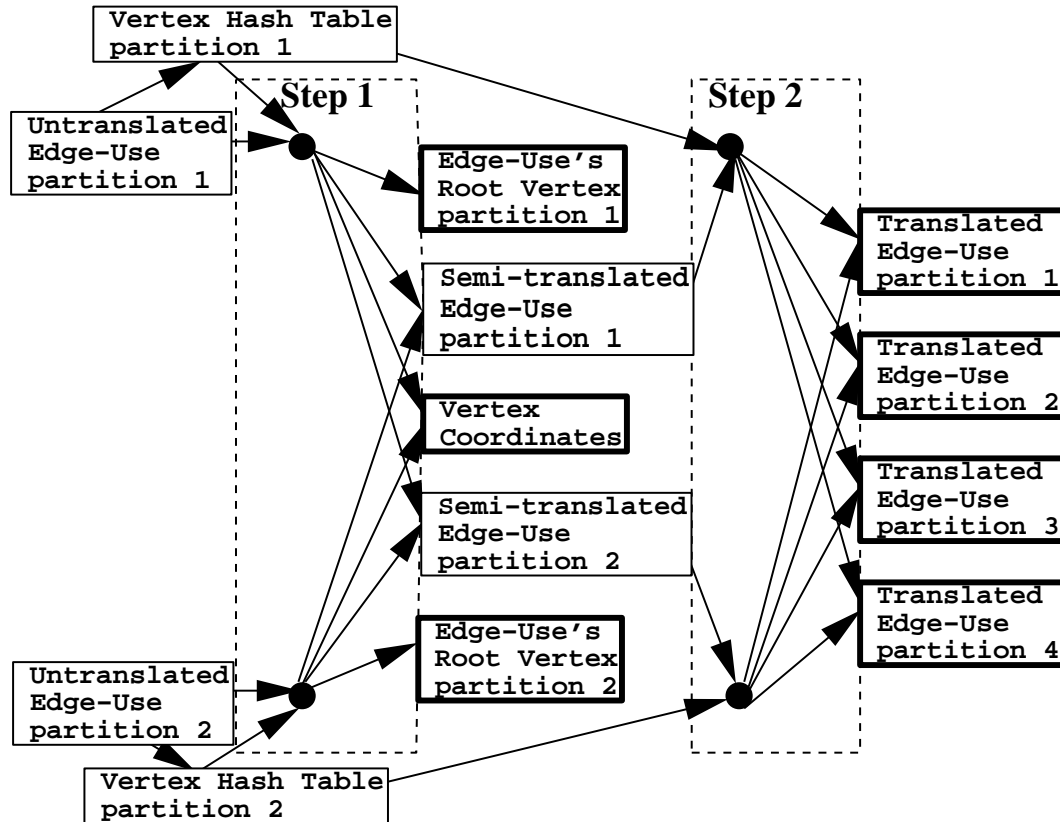 Vertex Hash Table
partition 1
Step 1
Step 2
Untranslated
Edge-Use
partition 1
Edge-Use's
Root Vertex
partition 1
Translated
Edge-Use
partition 1
Semi-translated
Edge-Use
partition 1
Translated
Edge-Use
partition 2
Vertex
Coordinates
Translated
Edge-Use
partition 3
Semi-translated
Edge-Use
partition 2
Translated
Edge-Use
partition 4
Edge-Use's
Root Vertex
partition 2
Untranslated
Edge-Use
partition 2
Vertex Hash Table
partition 2